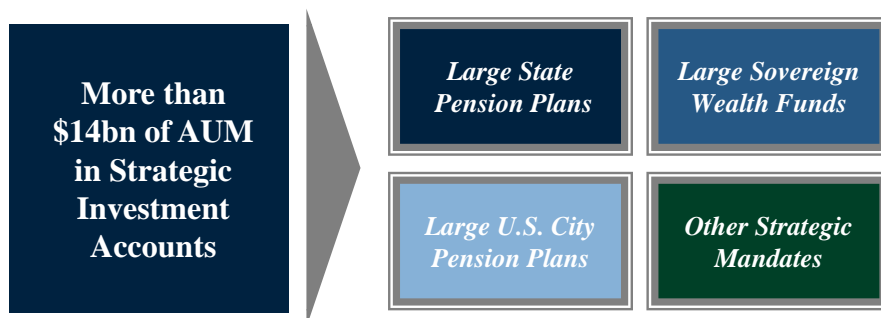 More than
$14bn of AUM
in Strategic
Investment
Accounts
Large State
Pension Plans
Large Sovereign
Wealth Funds
Large U.S. City
Pension Plans
Other Strategic
Mandates